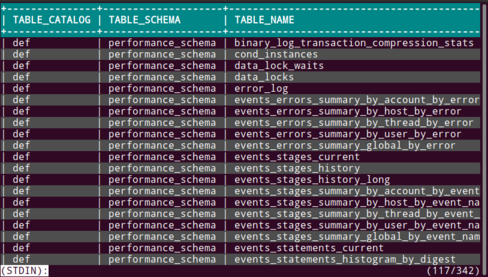 +---------------+--------------------+-----------------------------------------
| TABLE_CATALOG | TABLE_SCHEMA | TABLE_NAME
+---------------+--------------------+-----------------------------------------
| def | performance_schema | binary_log_transaction_compression_stats
| def | performance_schema | cond_instances
| def | performance_schema | data_lock_waits
| def | performance_schema | data_locks
| def | performance_schema | error_log
| def | performance_schema | events_errors_summary_by_account_by_error
| def | performance_schema | events_errors_summary_by_host_by_error
| def | performance_schema | events_errors_summary_by_thread_by_error
| def | performance_schema | events_errors_summary_by_user_by_error
| def | performance_schema | events_errors_summary_global_by_error
| def | performance_schema | events_stages_current
| def | performance_schema | events_stages_history
| def | performance_schema | events_stages_history_long
| def | performance_schema | events_stages_summary_by_account_by_event
| def | performance_schema | events_stages_summary_by_host_by_event_na
| def | performance_schema | events_stages_summary_by_thread_by_event_
| def | performance_schema | events_stages_summary_by_user_by_event_na
| def | performance_schema | events_stages_summary_global_by_event_nam
| def | performance_schema | events_statements_current
| def | performance_schema | events_statements_histogram_by_digest
(STDIN): (117/342)